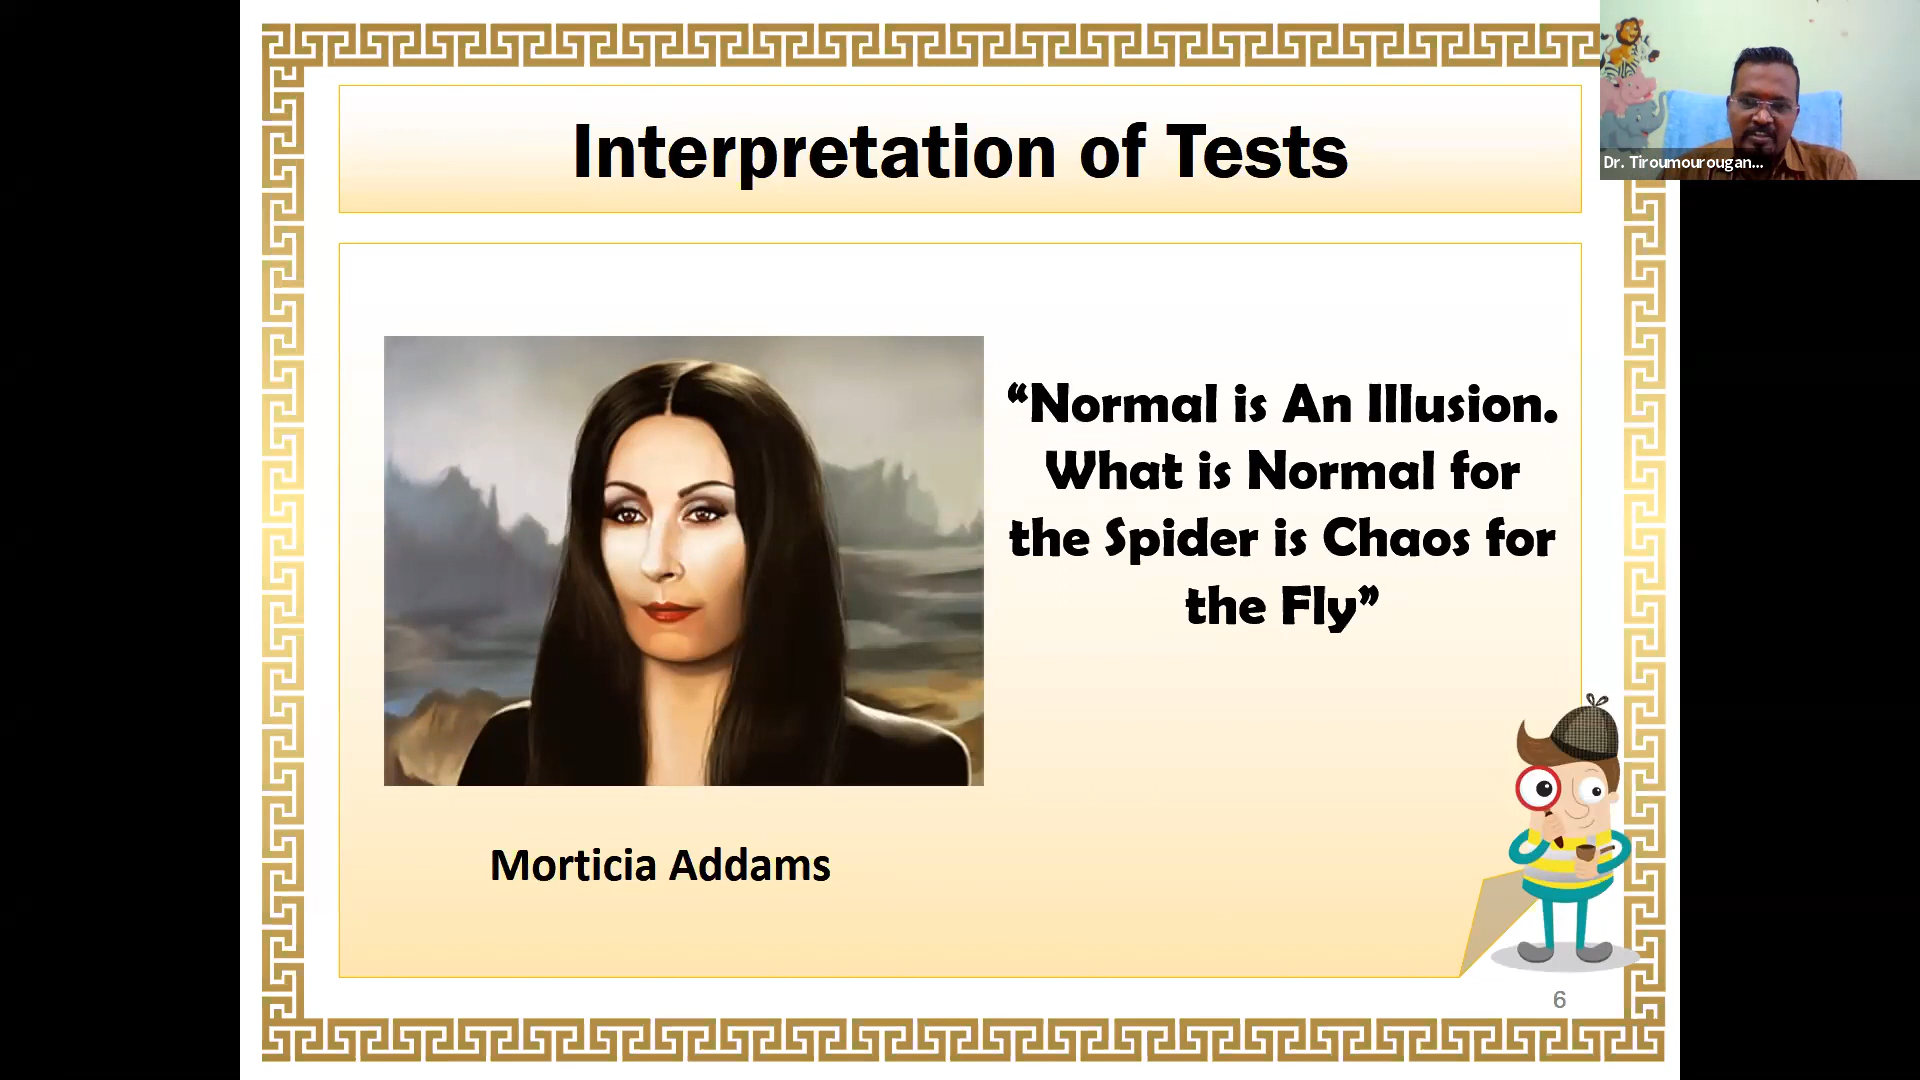 Interpretation of Tests
Dr. Tiroumourougan...
“Normal is An Illusion.
What is Normal for
the Spider is Chaos for
the Fly”
Morticia Addams
6